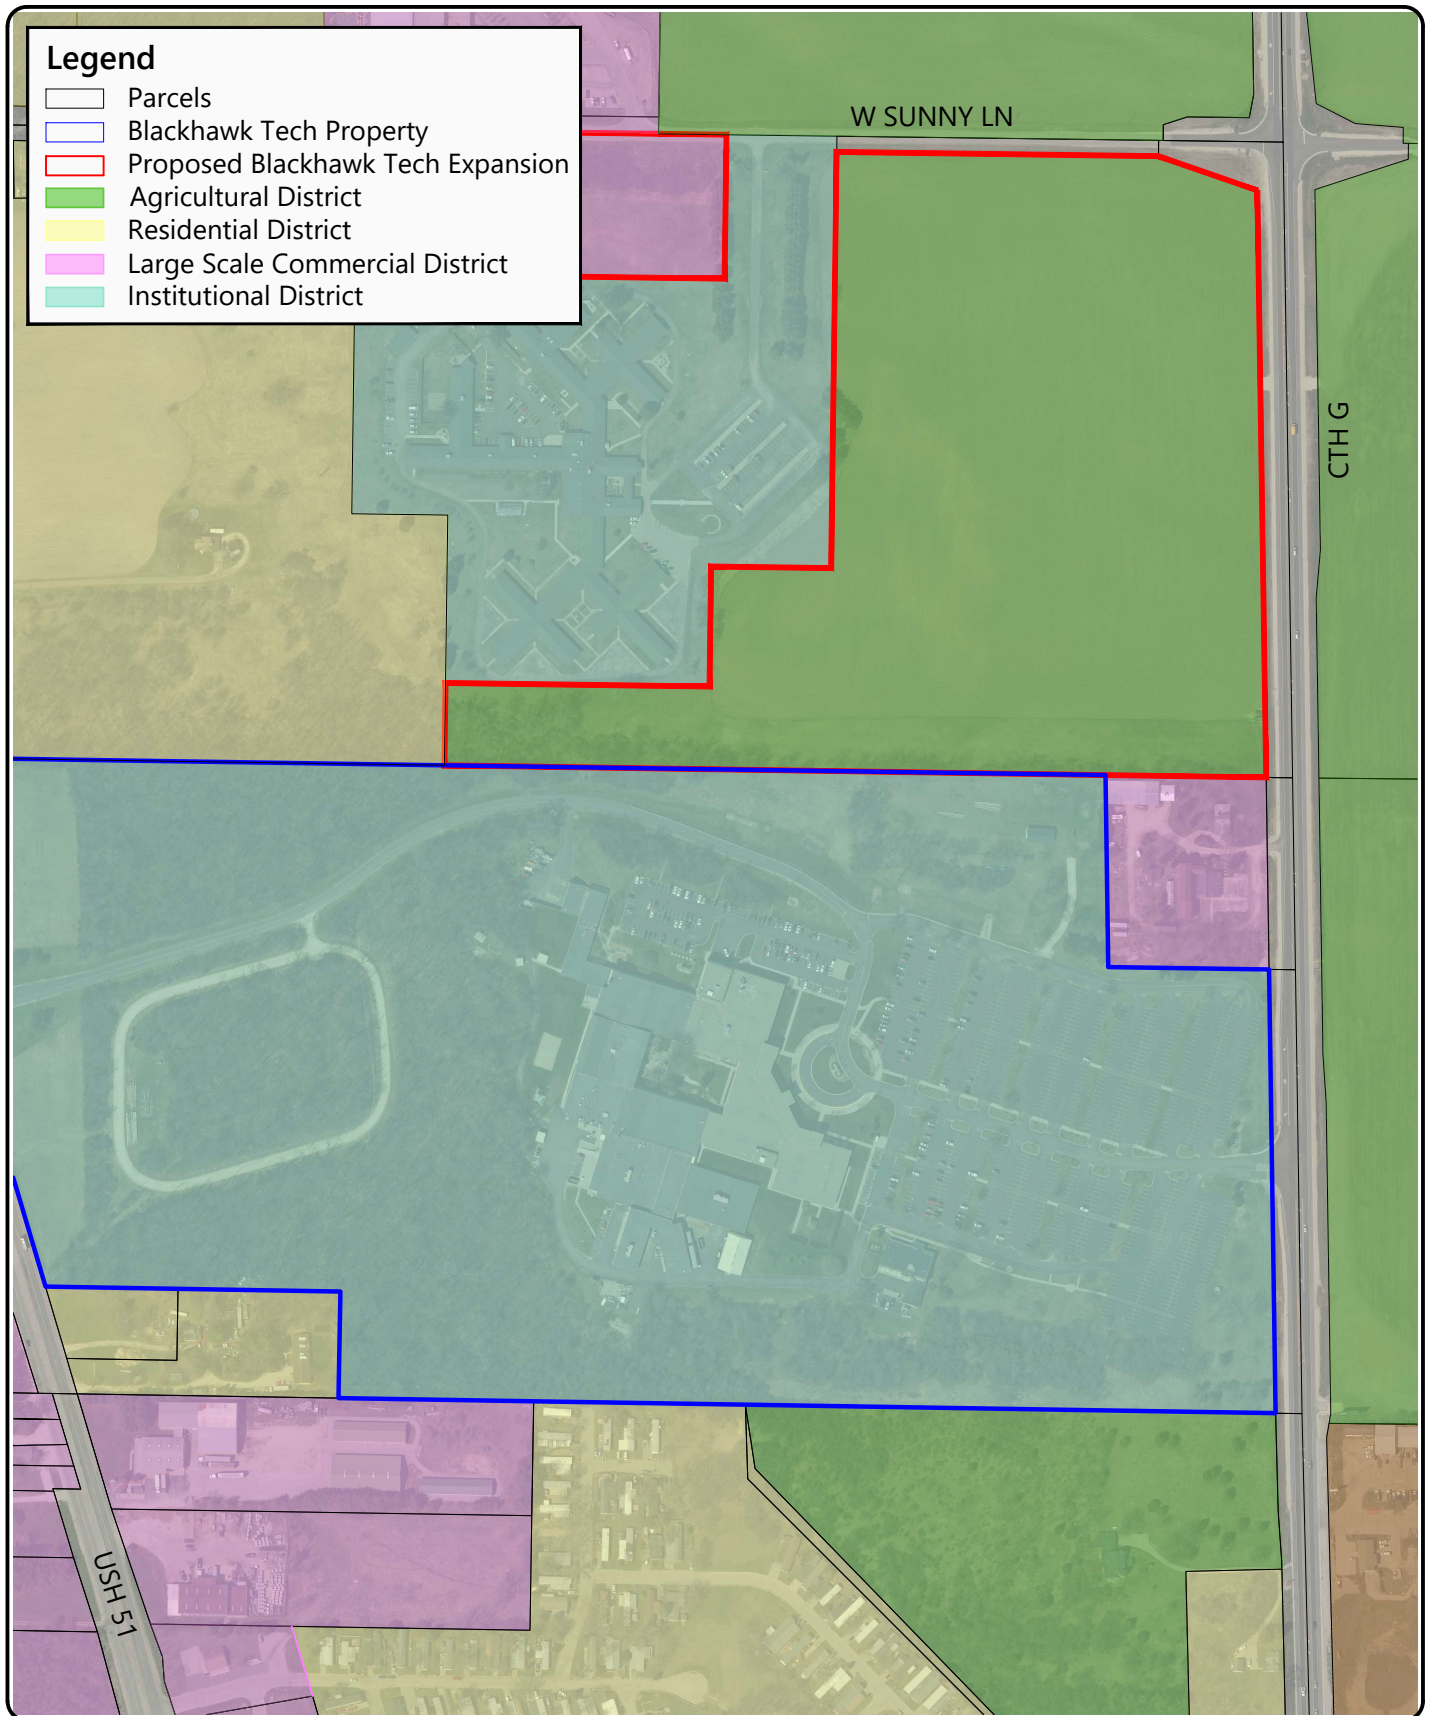 Legend
Parcels
Blackhawk Tech Property
Proposed Blackhawk Tech Expansion
Agricultural District
Residential District
Large Scale Commercial District
Institutional District
W SUNNY LN
CTH G
USH 51